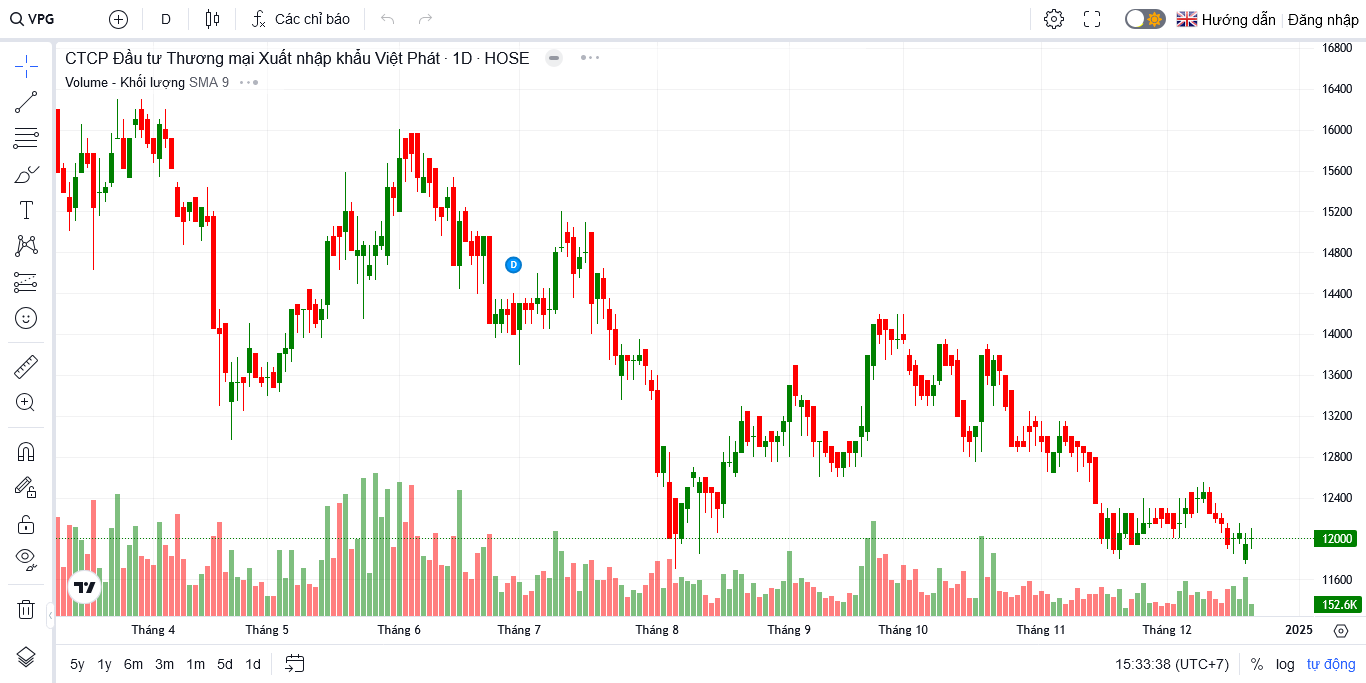 VPG D Các chỉ báo Hướng dẫn Đăng nhập
CTCP Đầu tư Thương mại Xuất nhập khẩu Việt Phát · 1D · HOSE
Volume - Khối lượng SMA 9
16800
16400
16000
15600
15200
14800
14400
14000
13600
13200
12800
12400
12000
11600
152.6K
D
Tháng 4 Tháng 5 Tháng 6 Tháng 7 Tháng 8 Tháng 9 Tháng 10 Tháng 11 Tháng 12 2025
5y 1y 6m 3m 1m 5d 1d 15:33:38 (UTC+7) % log tự động